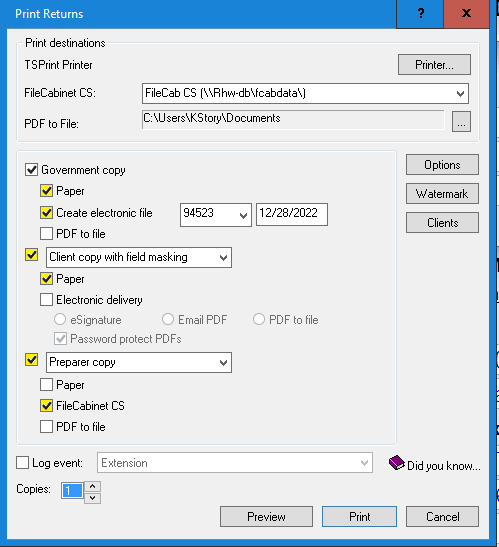 Print Returns
? X
Print destinations
TSPrint Printer
Printer...
FileCabinet CS: FileCab CS (\\Rhw-db\fcabdata\)
PDF to File: C:\Users\KStory\Documents ...
Government copy
Options
Paper
Watermark
Create electronic file 94523 12/28/2022
Clients
PDF to file
Client copy with field masking
Paper
Electronic delivery
eSignature Email PDF PDF to file
Password protect PDFs
Preparer copy
Paper
FileCabinet CS
PDF to file
Log event: Extension Did you know...
Copies: 1
Preview Print Cancel